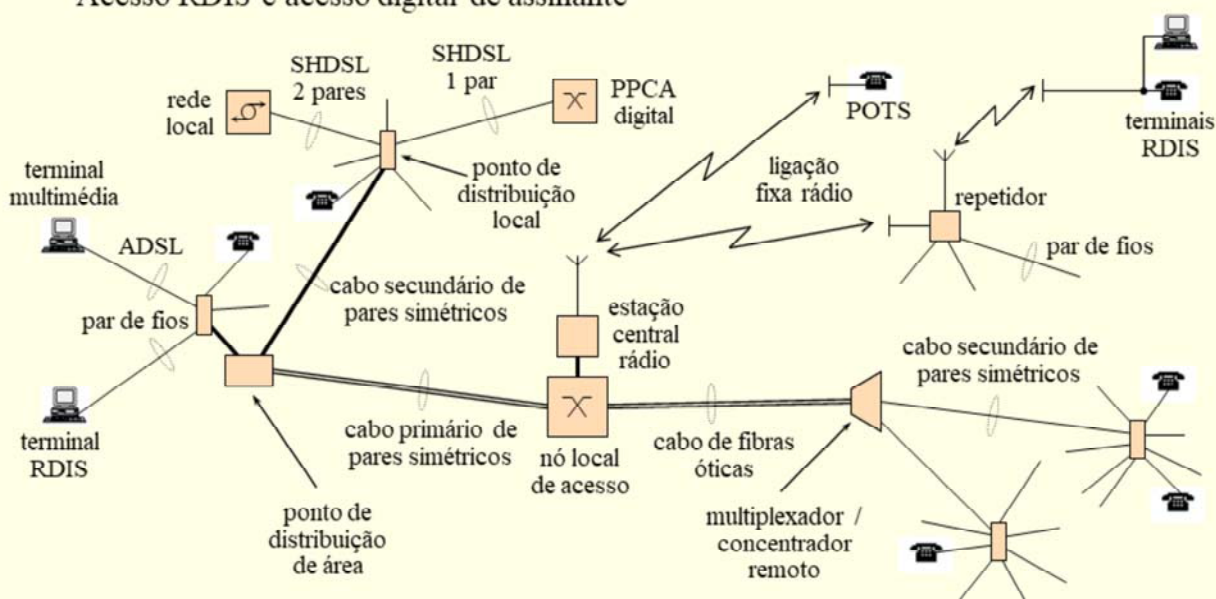 Acesso RDIS e acesso digital de assinante
SHDSL
2 pares
SHDSL
1 par
rede
local
PPCA
digital
POTS
terminais
RDIS
terminal
multimédia
ponto de
distribuição
local
ligação
fixa rádio
repetidor
ADSL
par de fios
par de fios
cabo secundário de
pares simétricos
estação
central
rádio
cabo secundário de
pares simétricos
terminal
RDIS
cabo primário de
pares simétricos
nó local
de acesso
cabo de fibras
óticas
ponto de
distribuição
de área
multiplexador /
concentrador
remoto